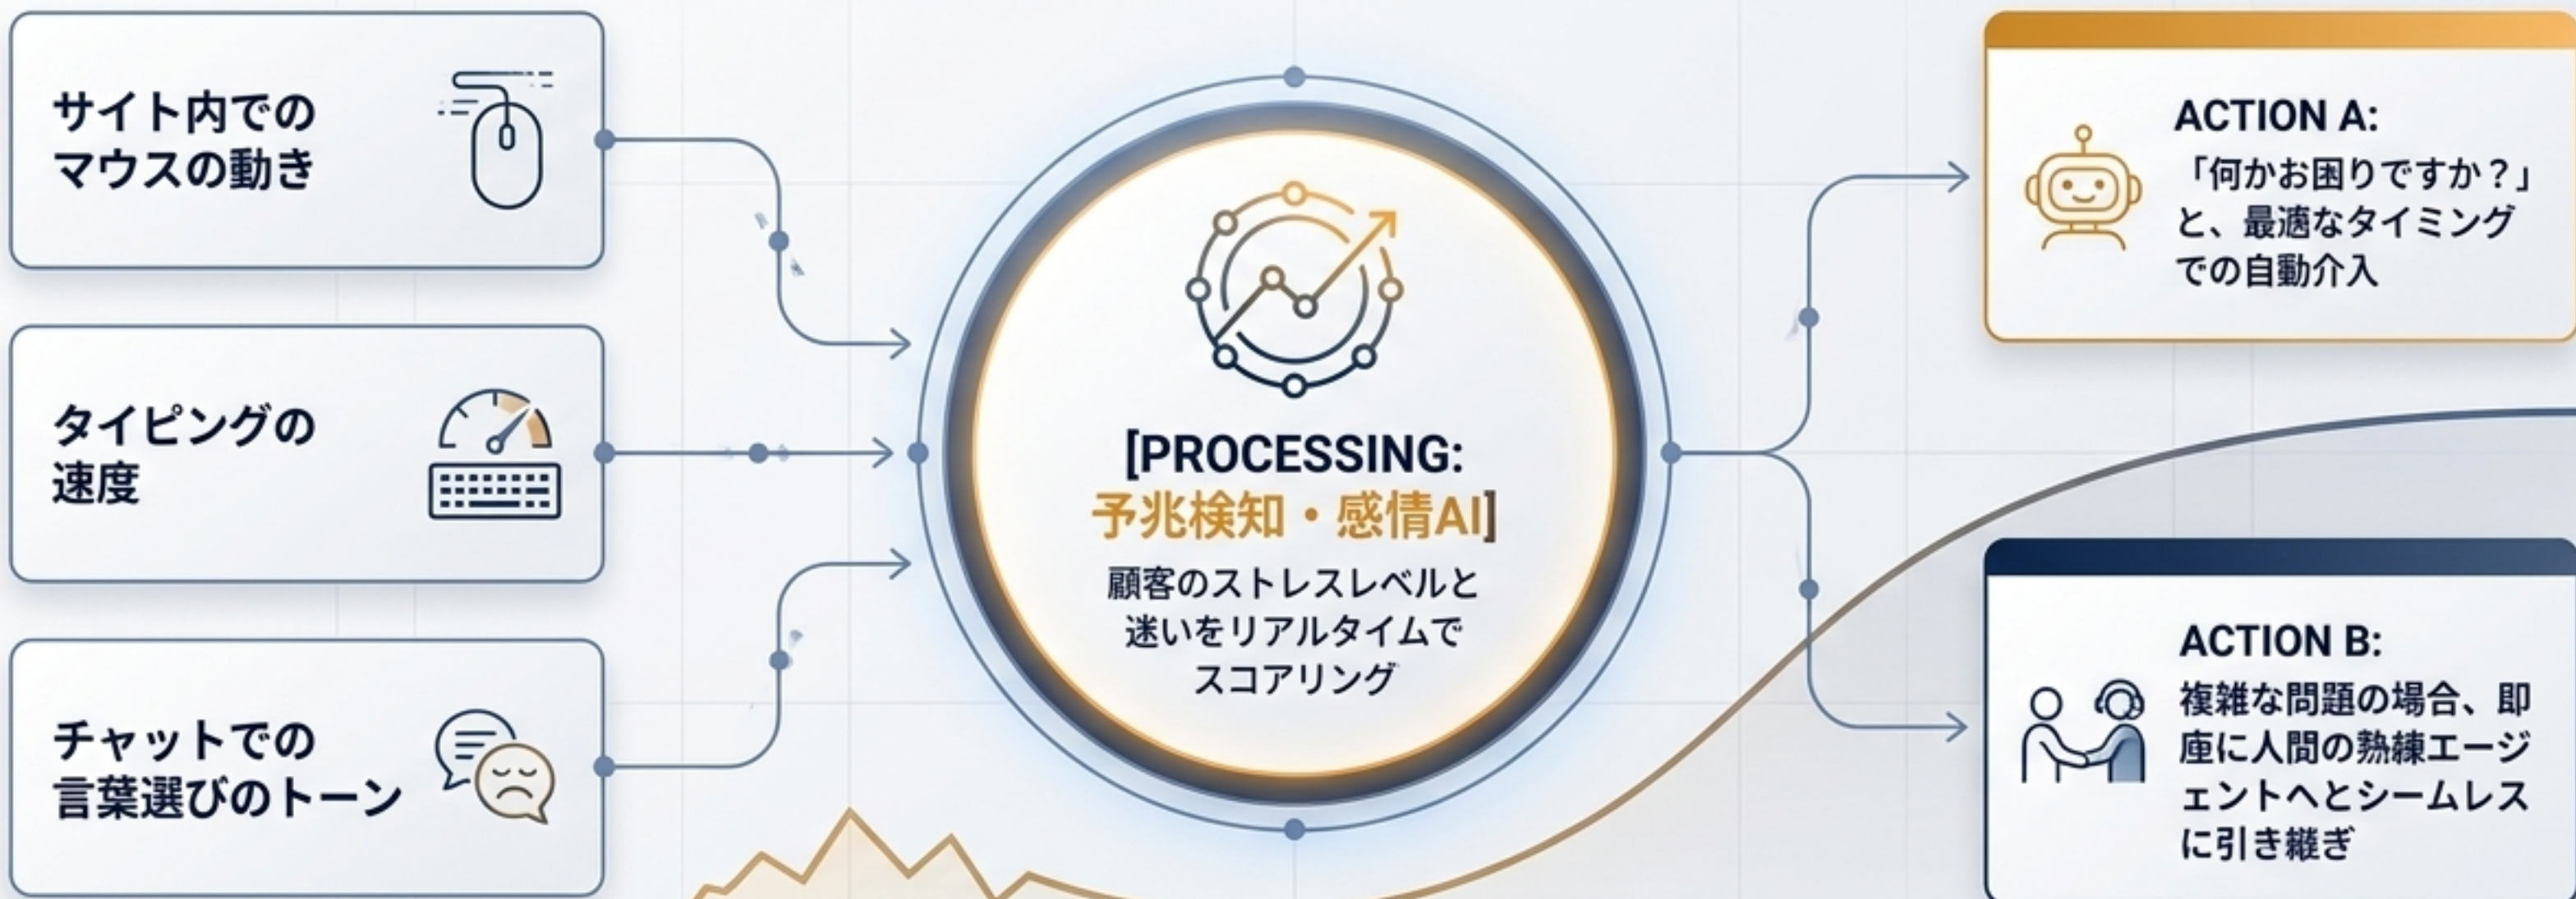 サイト内での
マウスの動き
タイピングの
速度
チャットでの
言葉選びのトーン
[PROCESSING:
予兆検知・感情AI]
顧客のストレスレベルと
迷いをリアルタイムで
スコアリング
ACTION A:
「何かお困りですか？」
と、最適なタイミング
での自動介入
ACTION B:
複雑な問題の場合、即
座に人間の熟練エージ
ェントへとシームレス
に引き継ぎ